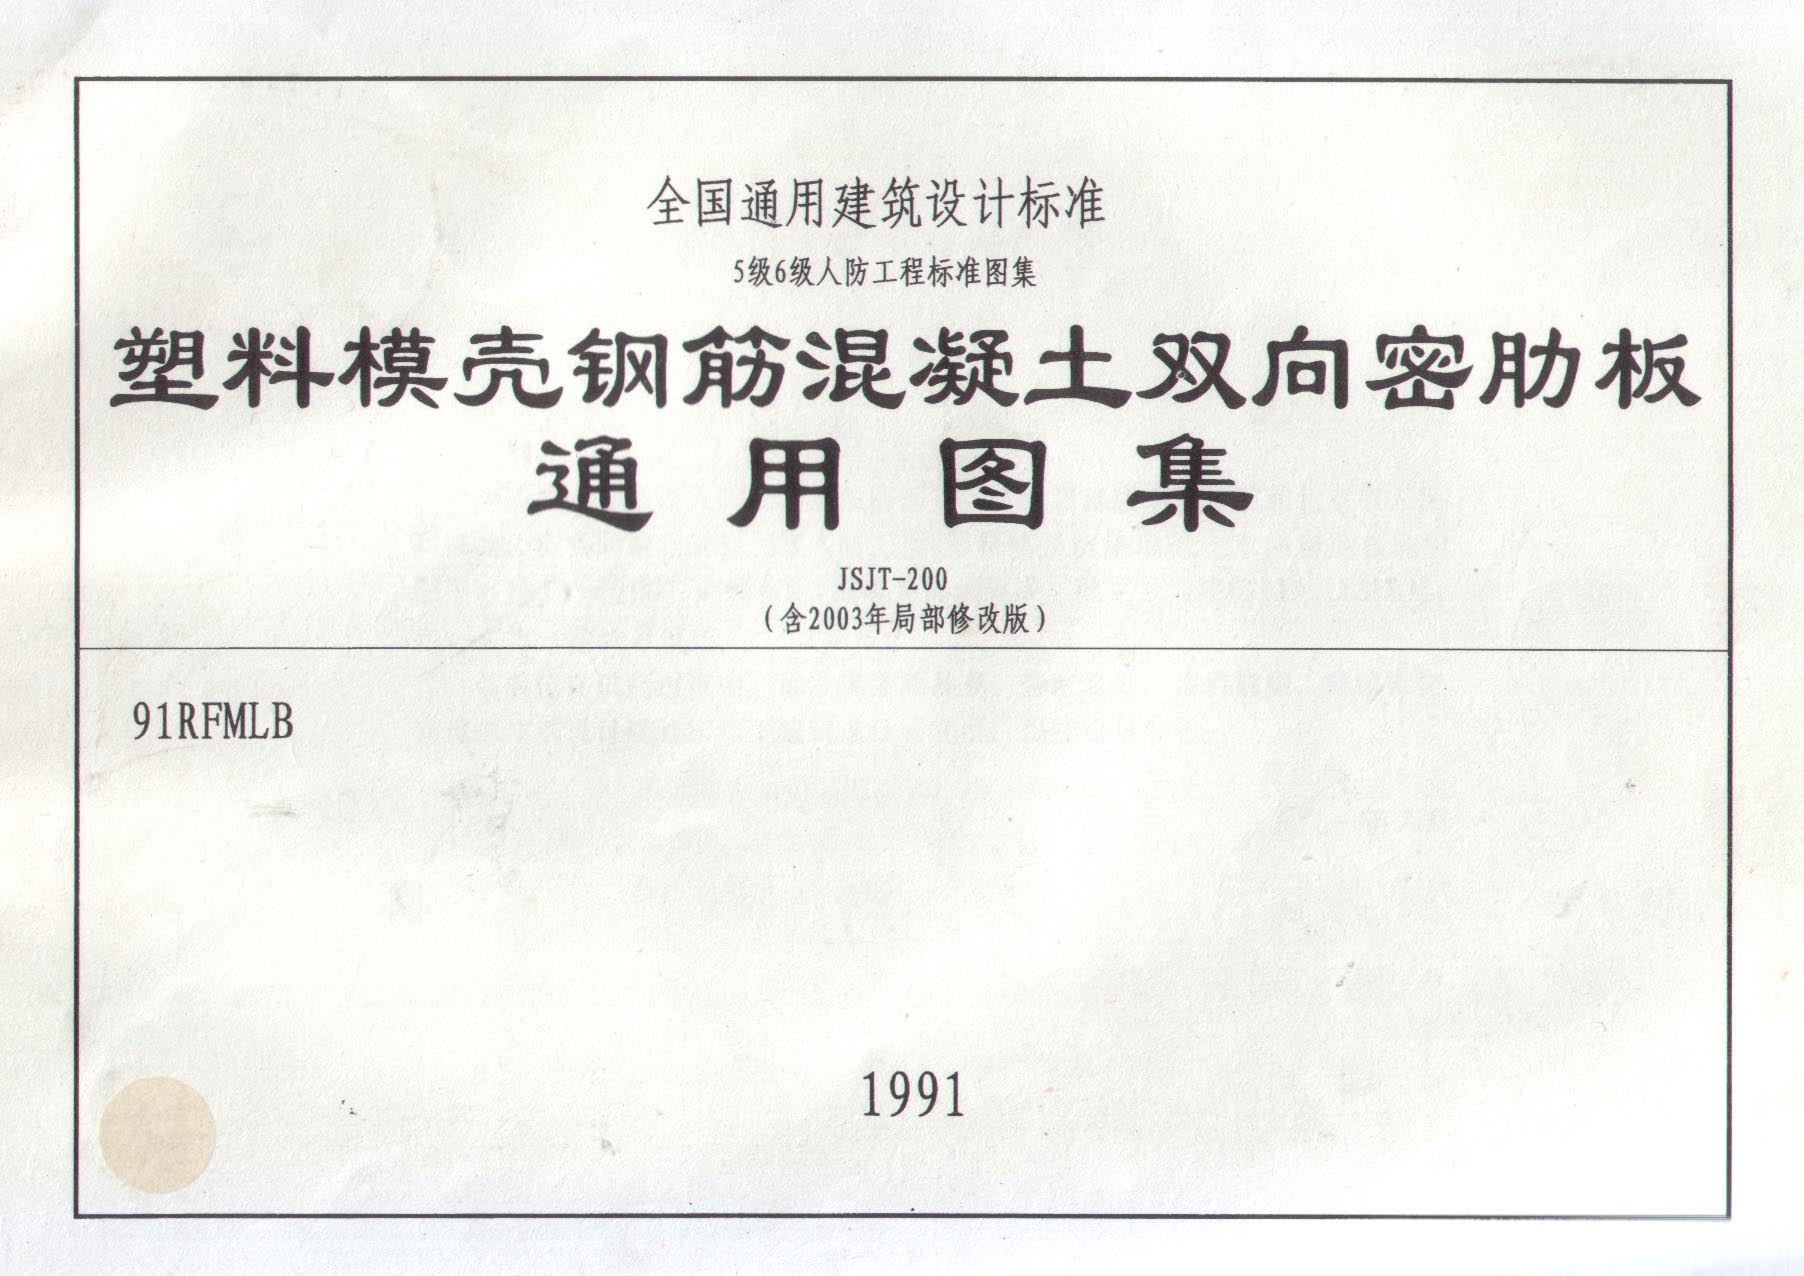 全国通用建筑设计标准
5级6级人防工程标准图集
塑料模壳钢筋混凝土双向密肋板
通用图集
JSJT-200
（含2003年局部修改版）
91RFMLB
1991